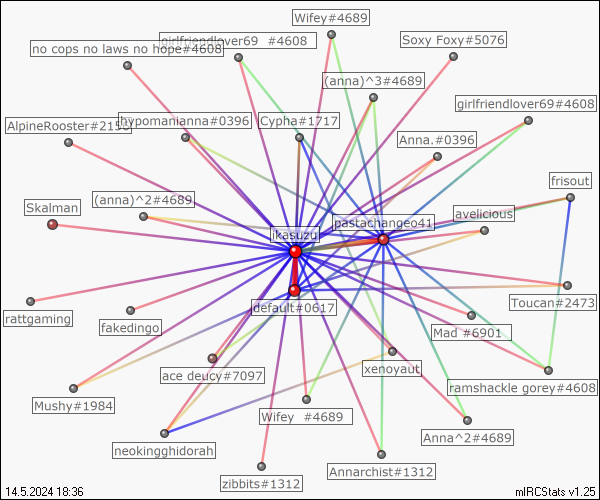 Wifey#4689
girlfriendlover69 #4608
Soxy Foxy#5076
no cops no laws no hope#4608
(anna)^3#4689
girlfriendlover69#4608
hypomanianna#0396
Cypha#1717
AlpineRooster#2153
Anna.#0396
frisout
(anna)^2#4689
Skalman
avelicious
pastachangeo41
ikasuzu
Toucan#2473
default#0617
rattgaming
fakedingo
Mad #6901
xenoyaut
ace deucy#7097
ramshackle gorey#4608
Mushy#1984
Wifey #4689
Anna^2#4689
neokingghidorah
Annarchist#1312
zibbits#1312
14.5.2024 18:36
mIRCStats v1.25